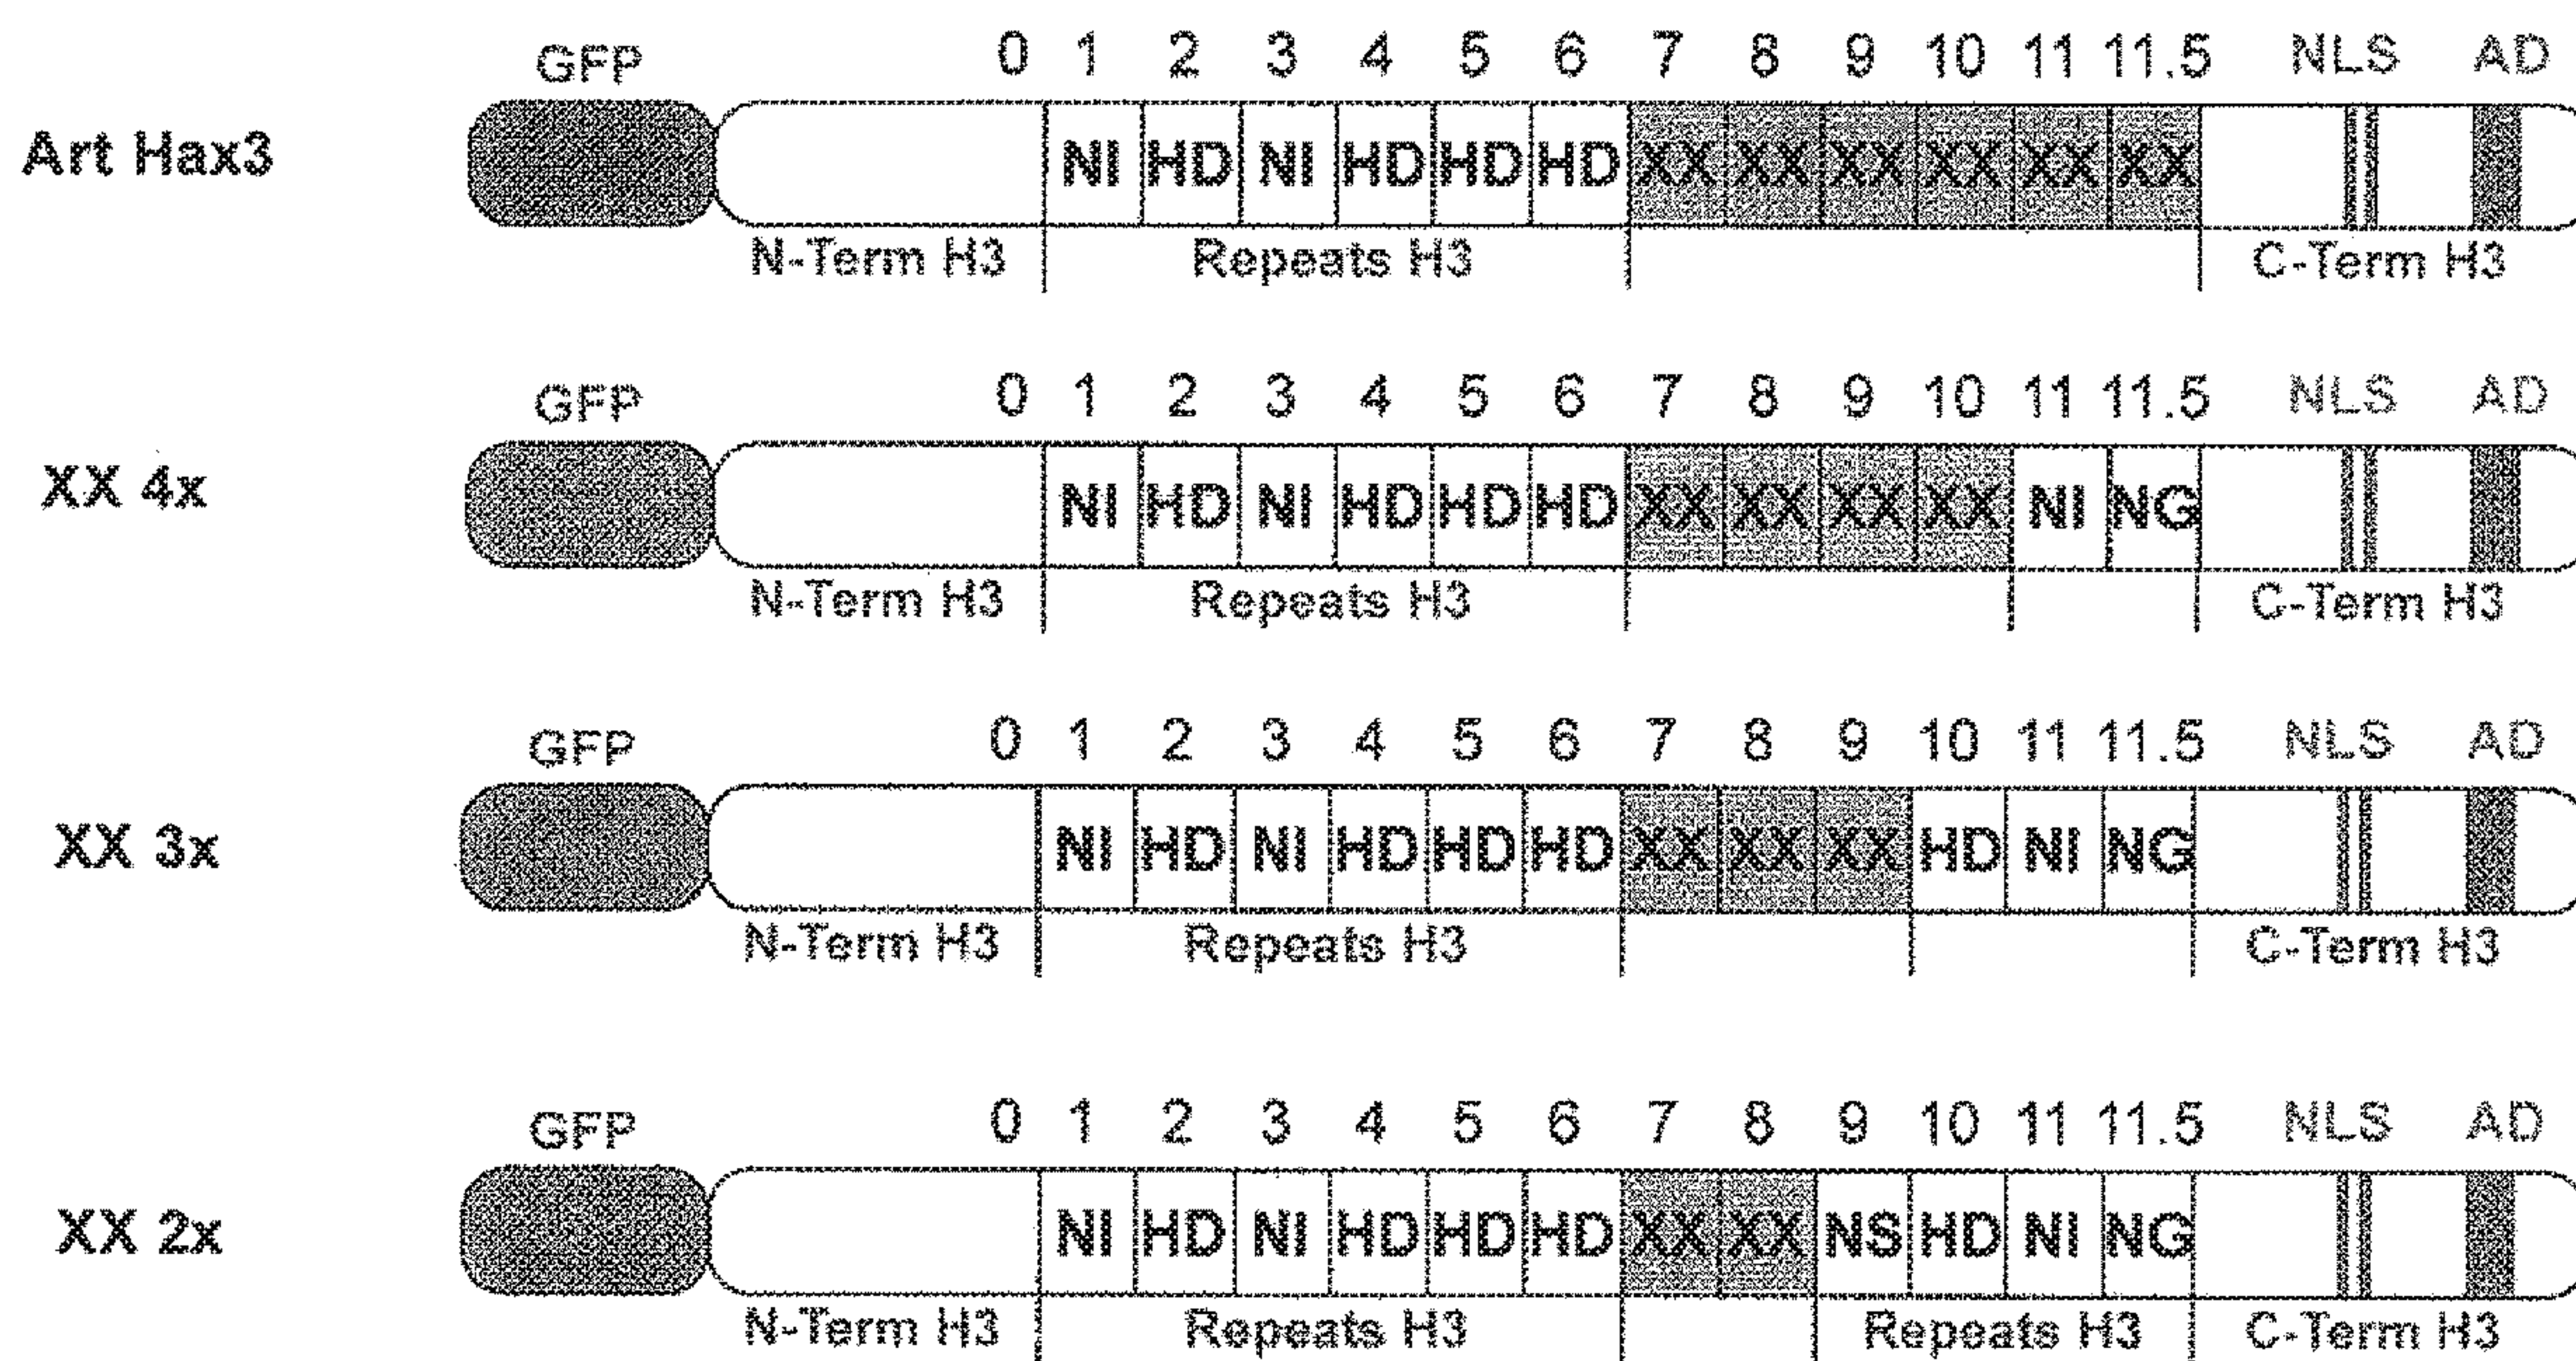 GFP 0 1 2 3 4 5 6 7 8 9 10 11 11.5 NLS AD
Art Hax3 NI HD NI HD HD HD XX XX XX XX XX XX
N-Term H3 Repeats H3 C-Term H3
GFP 0 1 2 3 4 5 6 7 8 9 10 11 11.5 NLS AD
XX 4x NI HD NI HD HD HD XX XX XX XX NI NG
N-Term H3 Repeats H3 C-Term H3
GFP 0 1 2 3 4 5 6 7 8 9 10 11 11.5 NLS AD
XX 3x NI HD NI HD HD HD XX XX XX HD NI NG
N-Term H3 Repeats H3 C-Term H3
GFP 0 1 2 3 4 5 6 7 8 9 10 11 11.5 NLS AD
XX 2x NI HD NI HD HD HD XX XX NS HD NI NG
N-Term H3 Repeats H3 Repeats H3 C-Term H3